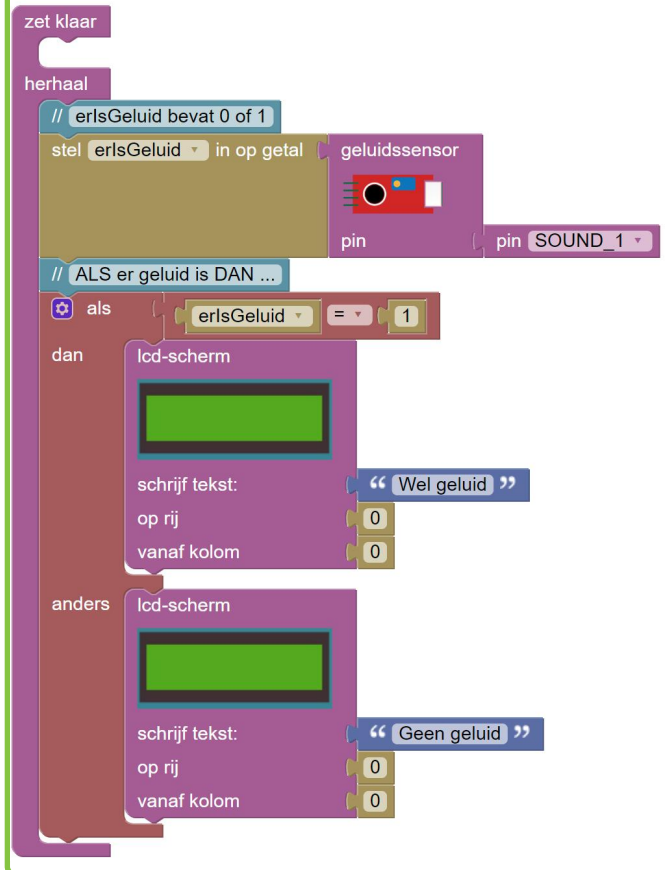 zet klaar
herhaal
// erIsGeluid bevat 0 of 1
stel erIsGeluid in op getal geluidssensor
pin pin SOUND_1
// ALS er geluid is DAN ...
als erIsGeluid = 1
dan lcd-scherm
schrijf tekst: “ Wel geluid ”
op rij 0
vanaf kolom 0
anders lcd-scherm
schrijf tekst: “ Geen geluid ”
op rij 0
vanaf kolom 0